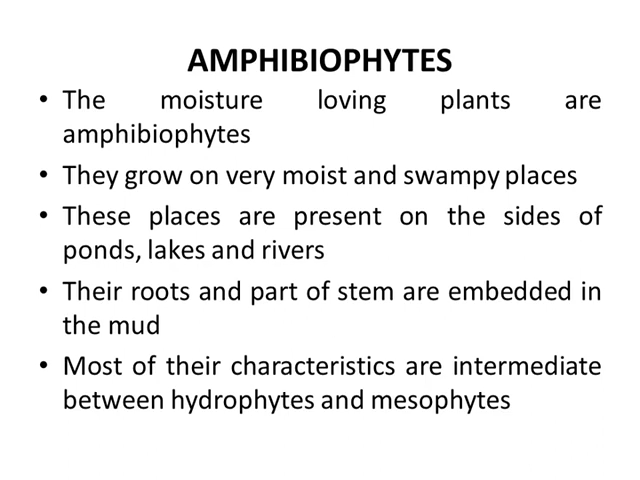 AMPHIBIOPHYTES
• The moisture loving plants are
amphibiophytes
• They grow on very moist and swampy places
• These places are present on the sides of
ponds, lakes and rivers
• Their roots and part of stem are embedded in
the mud
• Most of their characteristics are intermediate
between hydrophytes and mesophytes